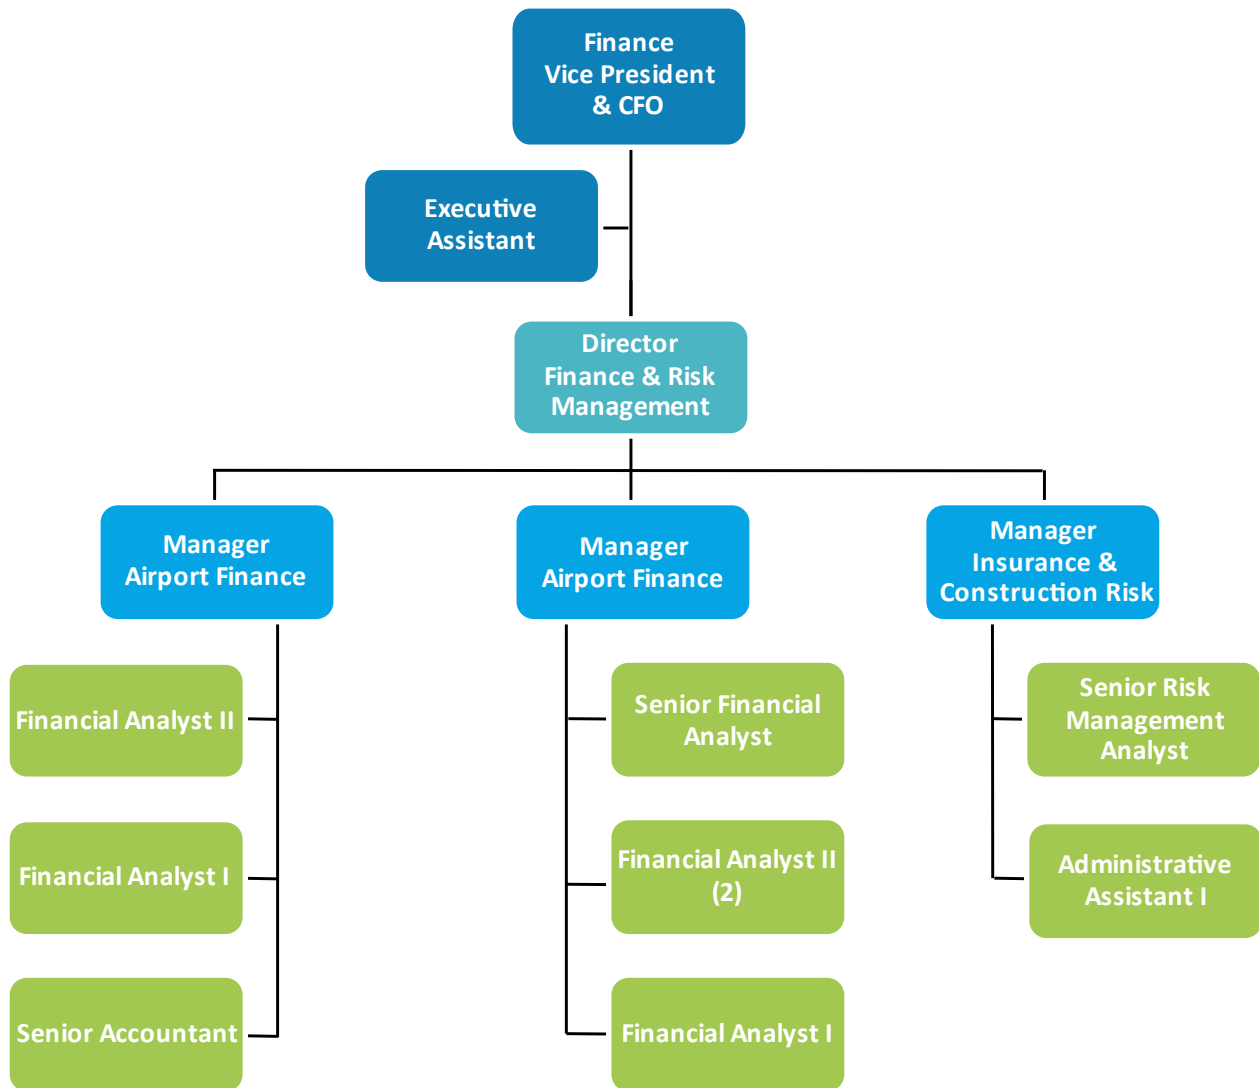 Finance
Vice President
& CFO
Executive
Assistant
Director
Finance & Risk
Management
Manager
Airport Finance
Manager
Airport Finance
Manager
Insurance &
Construction Risk
Financial Analyst II
Senior Financial
Analyst
Senior Risk
Management
Analyst
Financial Analyst I
Financial Analyst II
(2)
Administrative
Assistant I
Senior Accountant
Financial Analyst I